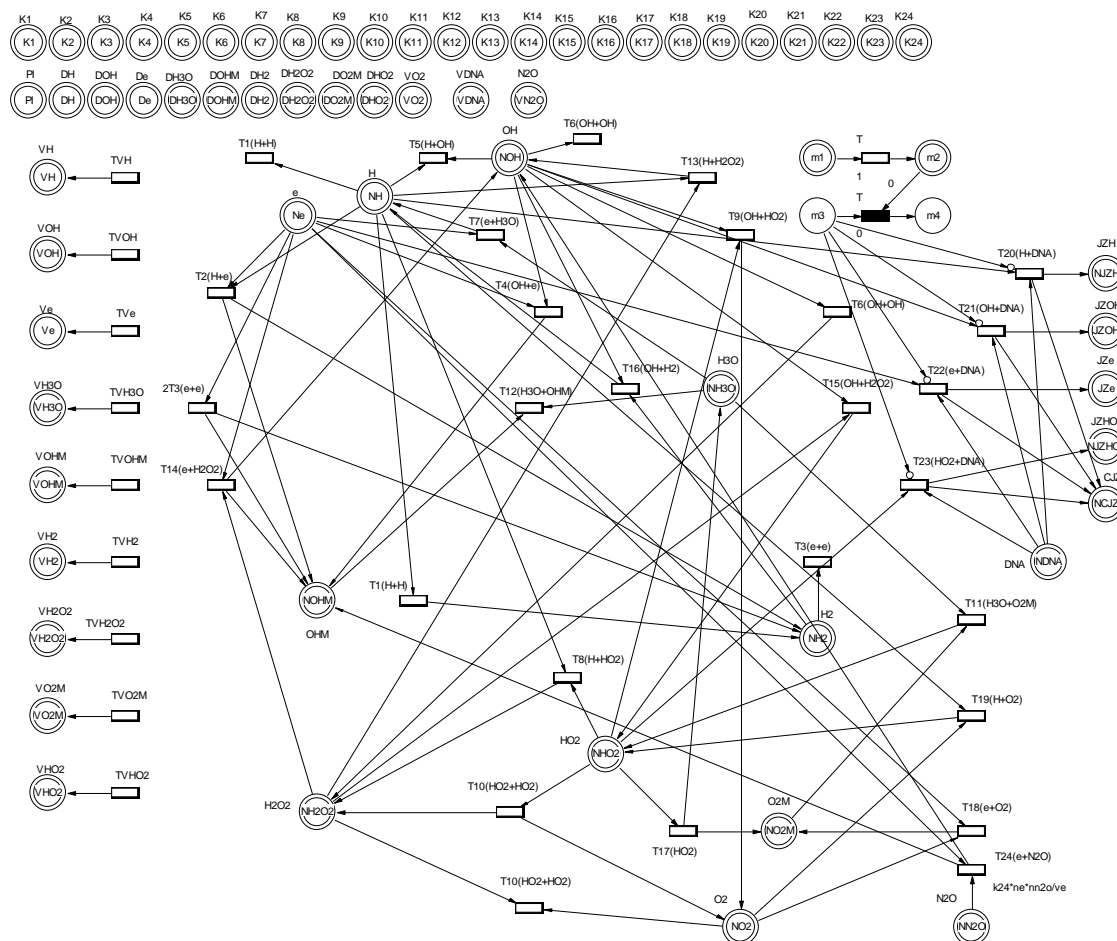 K1 K2 K3 K4 K5 K6 K7 K8 K9 K10 K11 K12 K13 K14 K15 K16 K17 K18 K19 K20 K21 K22 K23 K24
K1 K2 K3 K4 K5 K6 K7 K8 K9 K10 K11 K12 K13 K14 K15 K16 K17 K18 K19 K20 K21 K22 K23 K24
PI DH DOH De DH3O DOHM DH2 DH2O2 DO2M DHO2 VO2 VDNA N2O
PI DH DOH De DH3O DOHM DH2 DH2O2 DO2M DHO2 VO2 VDNA VN2O
OH T6(OH+OH)
VH TVH T1(H+H) T5(H+OH) NOH T13(H+H2O2) m1 T m2
VH H NH 1 0
e Ne T7(e+H3O) T9(OH+HO2) m3 T m4
0
VOH TVOH T20(H+DNA) JZH
VOH T2(H+e) T4(OH+e) T6(OH+OH) NJZH
Ve TVe T21(OH+DNA) JZOH
Ve JZOH
VH3O TVH3O 2T3(e+e) T12(H3O+OHM) T16(OH+H2) H3O NH3O T15(OH+H2O2) T22(e+DNA) JZe
VH3O JZe
VOHM TVOHM T14(e+H2O2) T23(HO2+DNA) JZHO
VOHM NJZHO
CJZ
NCJZ
VH2 TVH2 T3(e+e) DNA NDNA
VH2
NOHM T1(H+H) H2 T11(H3O+O2M)
OHM NH2
VH2O2 TVH2O2
VH2O2 T8(H+HO2)
VO2M TVO2M T19(H+O2)
VO2M HO2 NHO2
VHO2 TVHO2
VHO2 H2O2 NH2O2 T10(HO2+HO2) O2M NO2M T18(e+O2)
T17(HO2) T24(e+N2O)
T10(HO2+HO2) O2 N2O k24*ne*nn2o/ve
NO2 NN2O